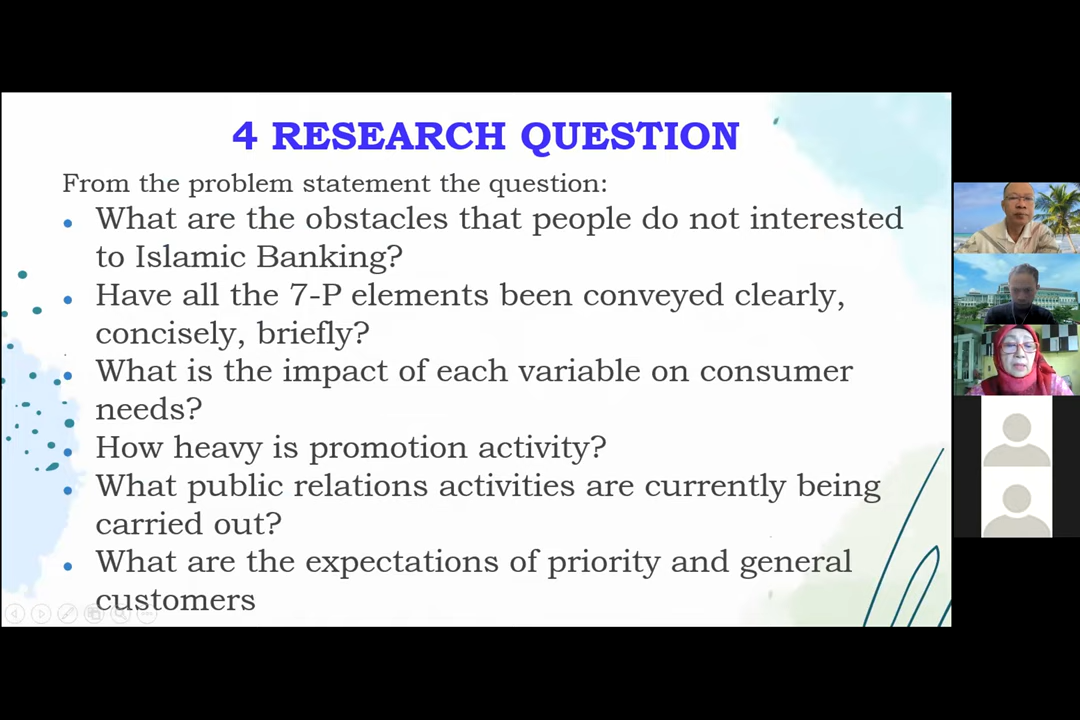 4 RESEARCH QUESTION
From the problem statement the question:
What are the obstacles that people do not interested
to Islamic Banking?
Have all the 7-P elements been conveyed clearly,
concisely, briefly?
What is the impact of each variable on consumer
needs?
How heavy is promotion activity?
What public relations activities are currently being
carried out?
What are the expectations of priority and general
customers